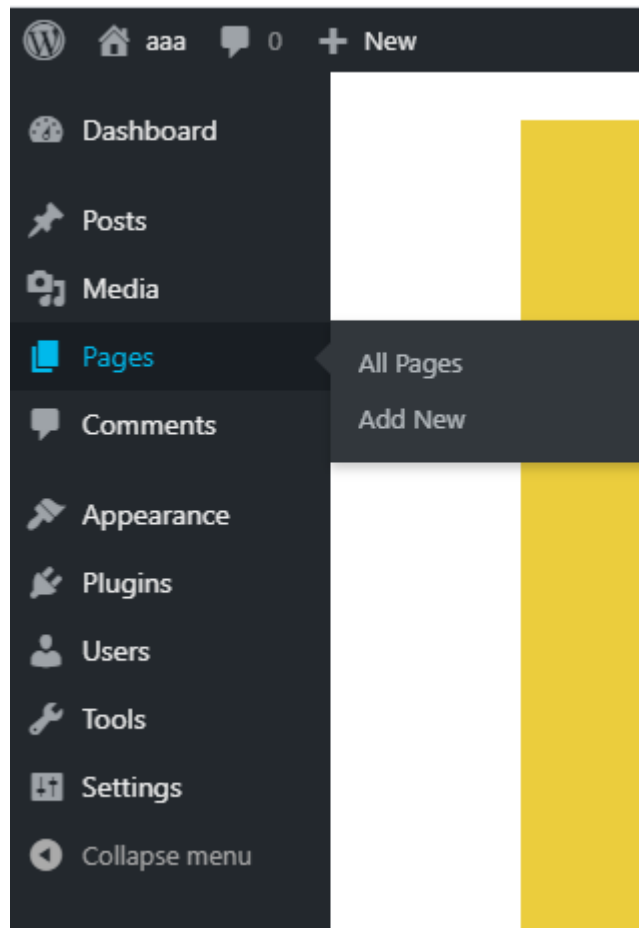 aaa 0 New
Dashboard
Posts
Media
Pages
All Pages
Add New
Comments
Appearance
Plugins
Users
Tools
Settings
Collapse menu